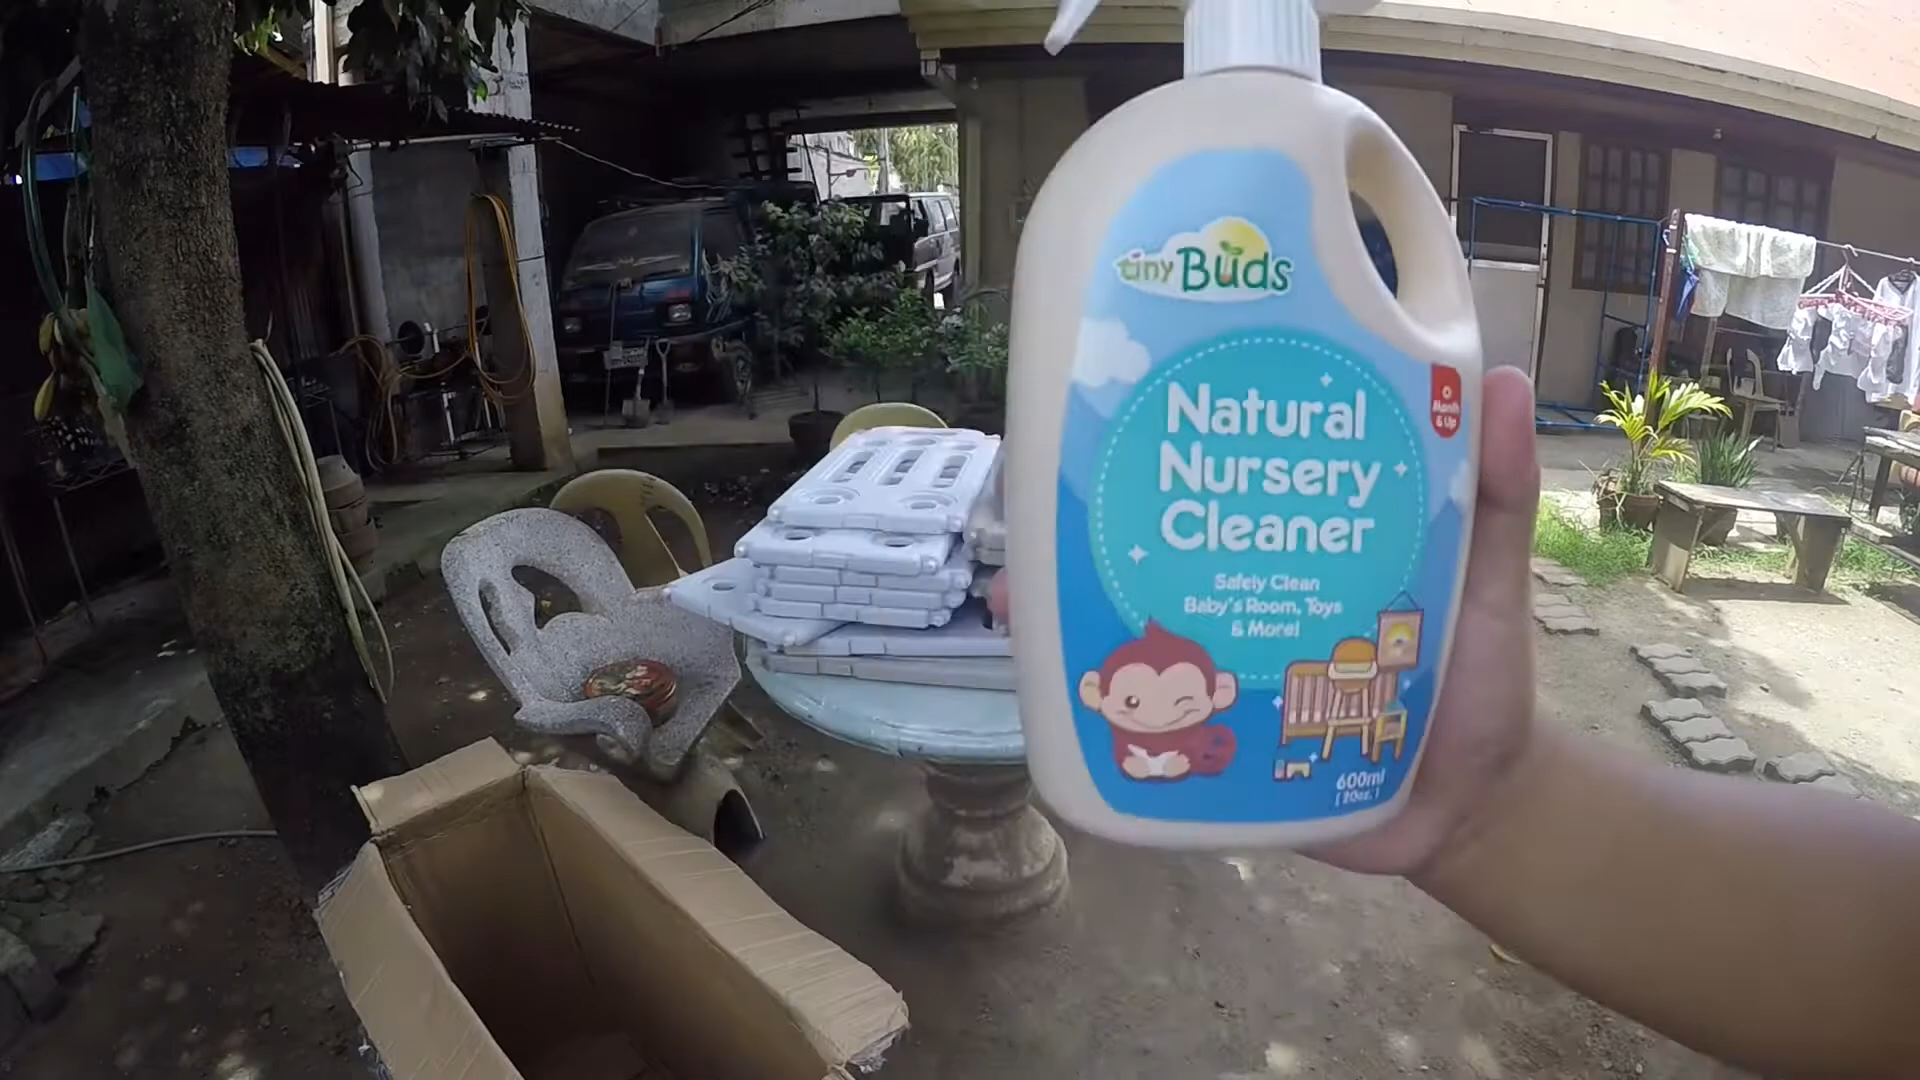 tiny Buds
Natural
Nursery
Cleaner
0
Month
& Up
Safely Clean
Baby's Room, Toys
& More!
600ml
[20oz.]